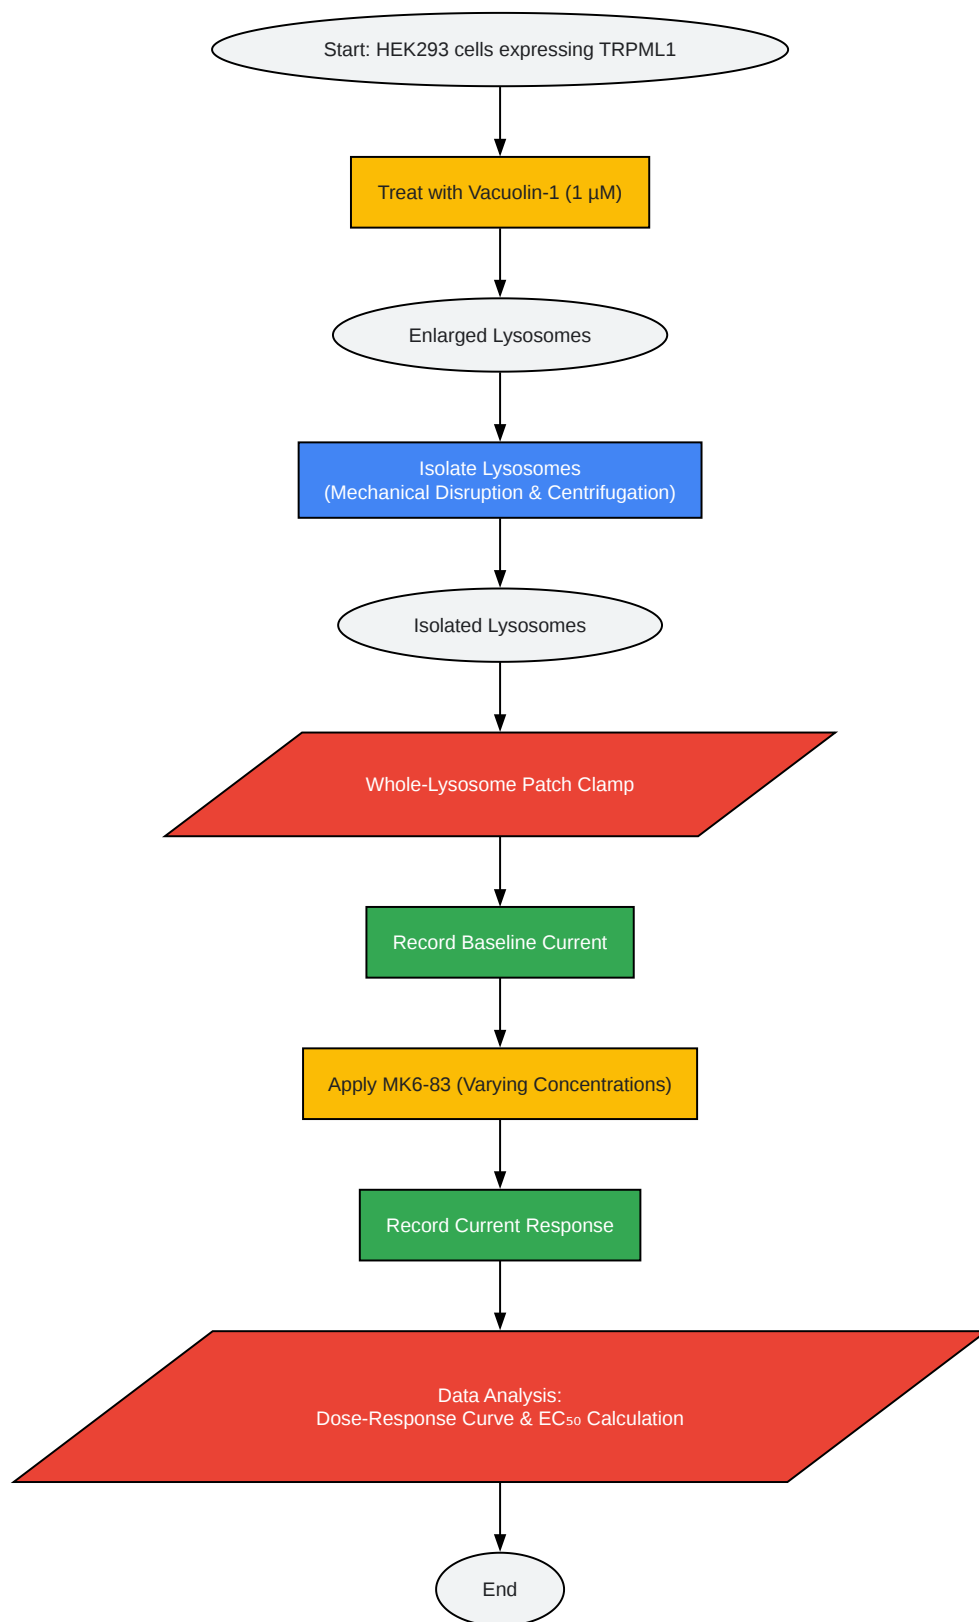 Start: HEK293 cells expressing TRPML1
Treat with Vacuolin-1 (1 µM)
Enlarged Lysosomes
Isolate Lysosomes
(Mechanical Disruption & Centrifugation)
Isolated Lysosomes
Whole-Lysosome Patch Clamp
Record Baseline Current
Apply MK6-83 (Varying Concentrations)
Record Current Response
Data Analysis:
Dose-Response Curve & EC₅₀ Calculation
End